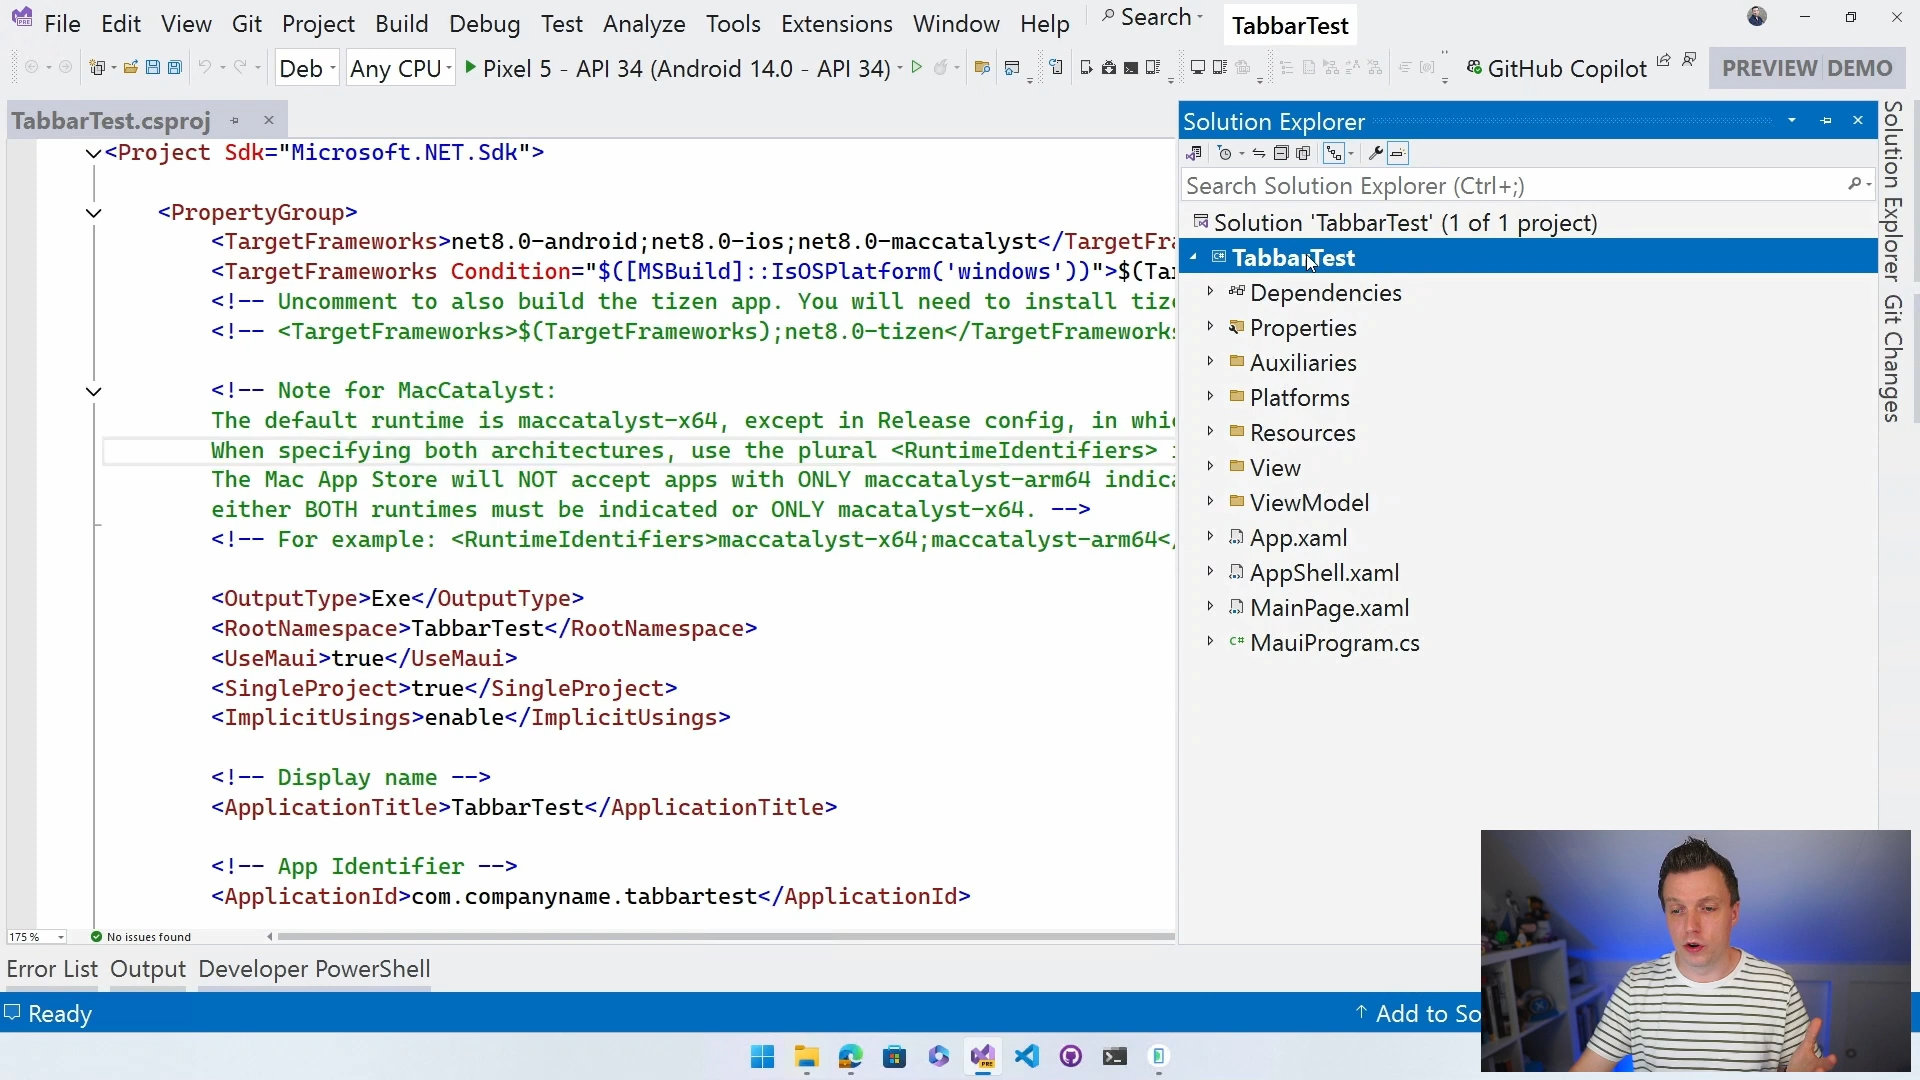 File Edit View Git Project Build Debug Test Analyze Tools Extensions Window Help Search TabbarTest
Deb Any CPU Pixel 5 - API 34 (Android 14.0 - API 34) GitHub Copilot PREVIEW DEMO
TabbarTest.csproj
<Project Sdk="Microsoft.NET.Sdk">
<PropertyGroup>
<TargetFrameworks>net8.0-android;net8.0-ios;net8.0-maccatalyst</TargetFra
<TargetFrameworks Condition="$([MSBuild]::IsOSPlatform('windows'))">$(Tar
<!-- Uncomment to also build the tizen app. You will need to install tize
<!-- <TargetFrameworks>$(TargetFrameworks);net8.0-tizen</TargetFrameworks
<!-- Note for MacCatalyst:
The default runtime is maccatalyst-x64, except in Release config, in whic
When specifying both architectures, use the plural <RuntimeIdentifiers> i
The Mac App Store will NOT accept apps with ONLY maccatalyst-arm64 indica
either BOTH runtimes must be indicated or ONLY macatalyst-x64. -->
<!-- For example: <RuntimeIdentifiers>maccatalyst-x64;maccatalyst-arm64</
<OutputType>Exe</OutputType>
<RootNamespace>TabbarTest</RootNamespace>
<UseMaui>true</UseMaui>
<SingleProject>true</SingleProject>
<ImplicitUsings>enable</ImplicitUsings>
<!-- Display name -->
<ApplicationTitle>TabbarTest</ApplicationTitle>
<!-- App Identifier -->
<ApplicationId>com.companyname.tabbartest</ApplicationId>
175 % No issues found
Solution Explorer
Search Solution Explorer (Ctrl+;)
Solution 'TabbarTest' (1 of 1 project)
TabbarTest
Dependencies
Properties
Auxiliaries
Platforms
Resources
View
ViewModel
App.xaml
AppShell.xaml
MainPage.xaml
MauiProgram.cs
Solution Explorer
Git Changes
Error List Output Developer PowerShell
Ready Add to So